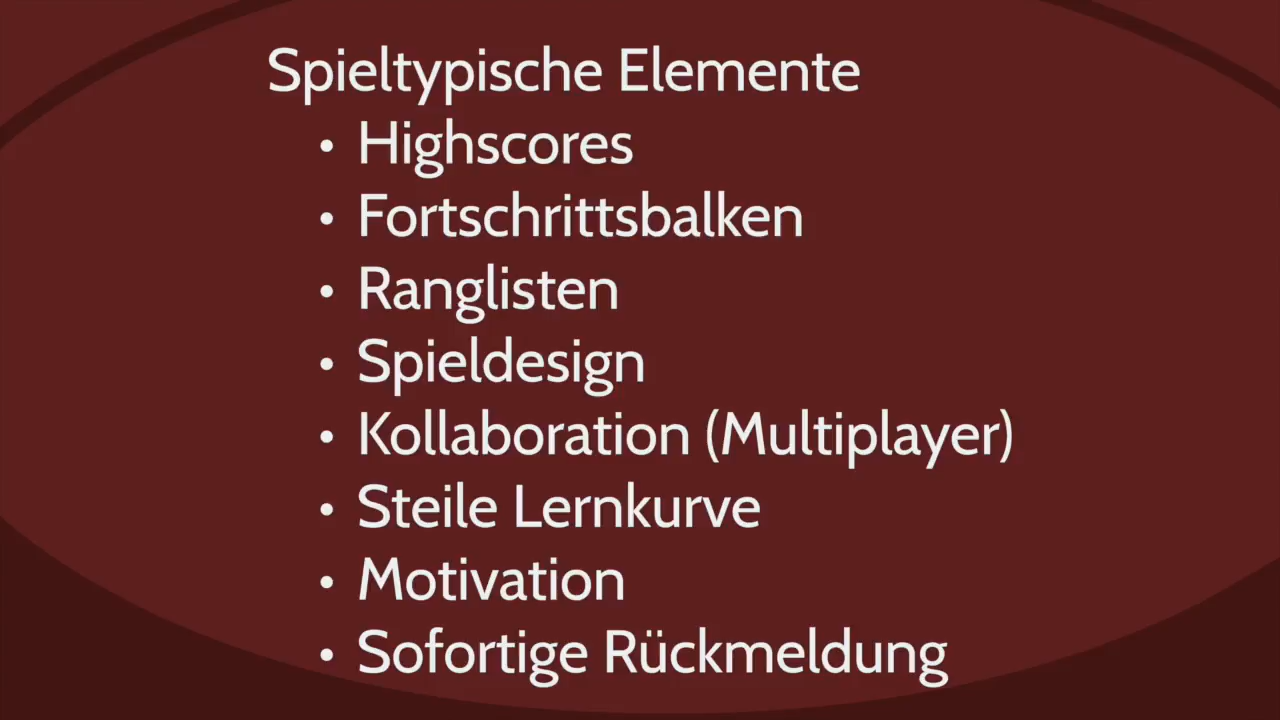 Spieltypische Elemente
• Highscores
• Fortschrittsbalken
• Ranglisten
• Spieldesign
• Kollaboration (Multiplayer)
• Steile Lernkurve
• Motivation
• Sofortige Rückmeldung